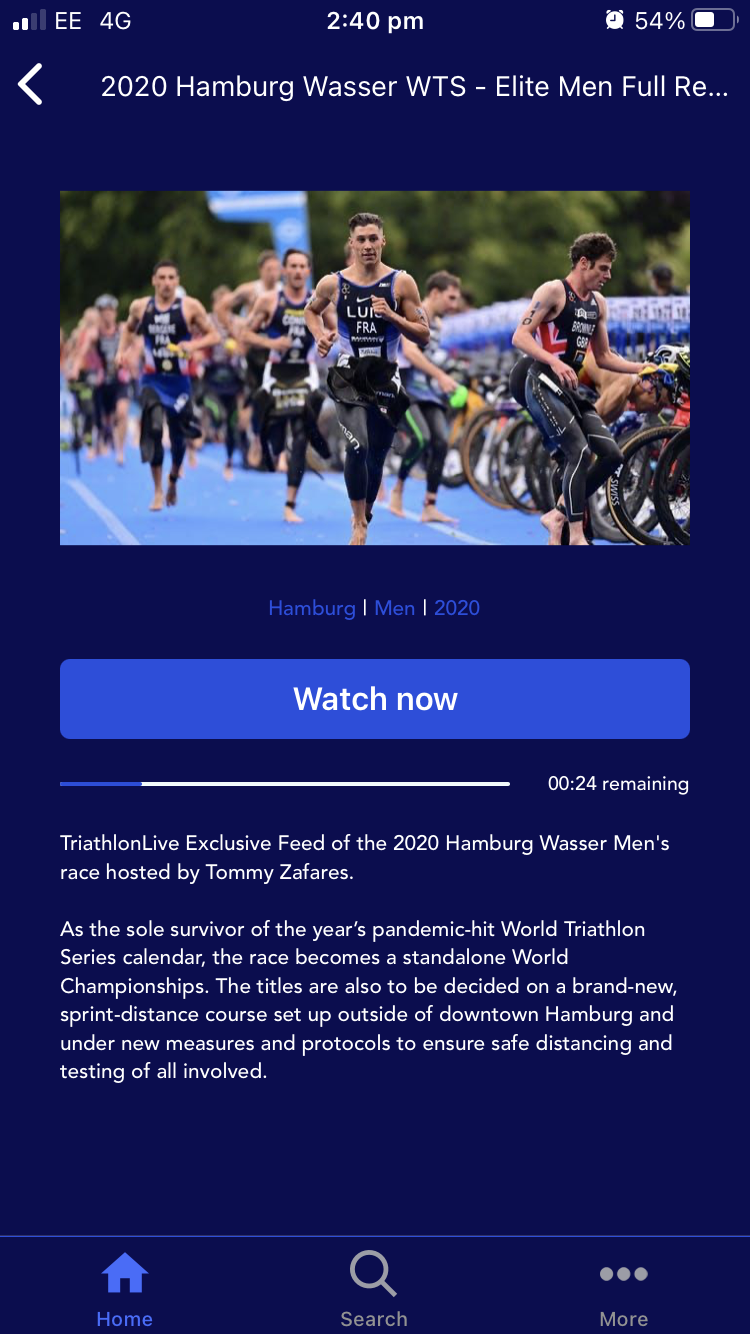 EE 4G 2:40 pm 54%
2020 Hamburg Wasser WTS - Elite Men Full Re...
LUIS
FRA
FRA
BROWNLEE
GBR
SWISS
Hamburg | Men | 2020
Watch now
00:24 remaining
TriathlonLive Exclusive Feed of the 2020 Hamburg Wasser Men's
race hosted by Tommy Zafares.
As the sole survivor of the year’s pandemic-hit World Triathlon
Series calendar, the race becomes a standalone World
Championships. The titles are also to be decided on a brand-new,
sprint-distance course set up outside of downtown Hamburg and
under new measures and protocols to ensure safe distancing and
testing of all involved.
Home Search More